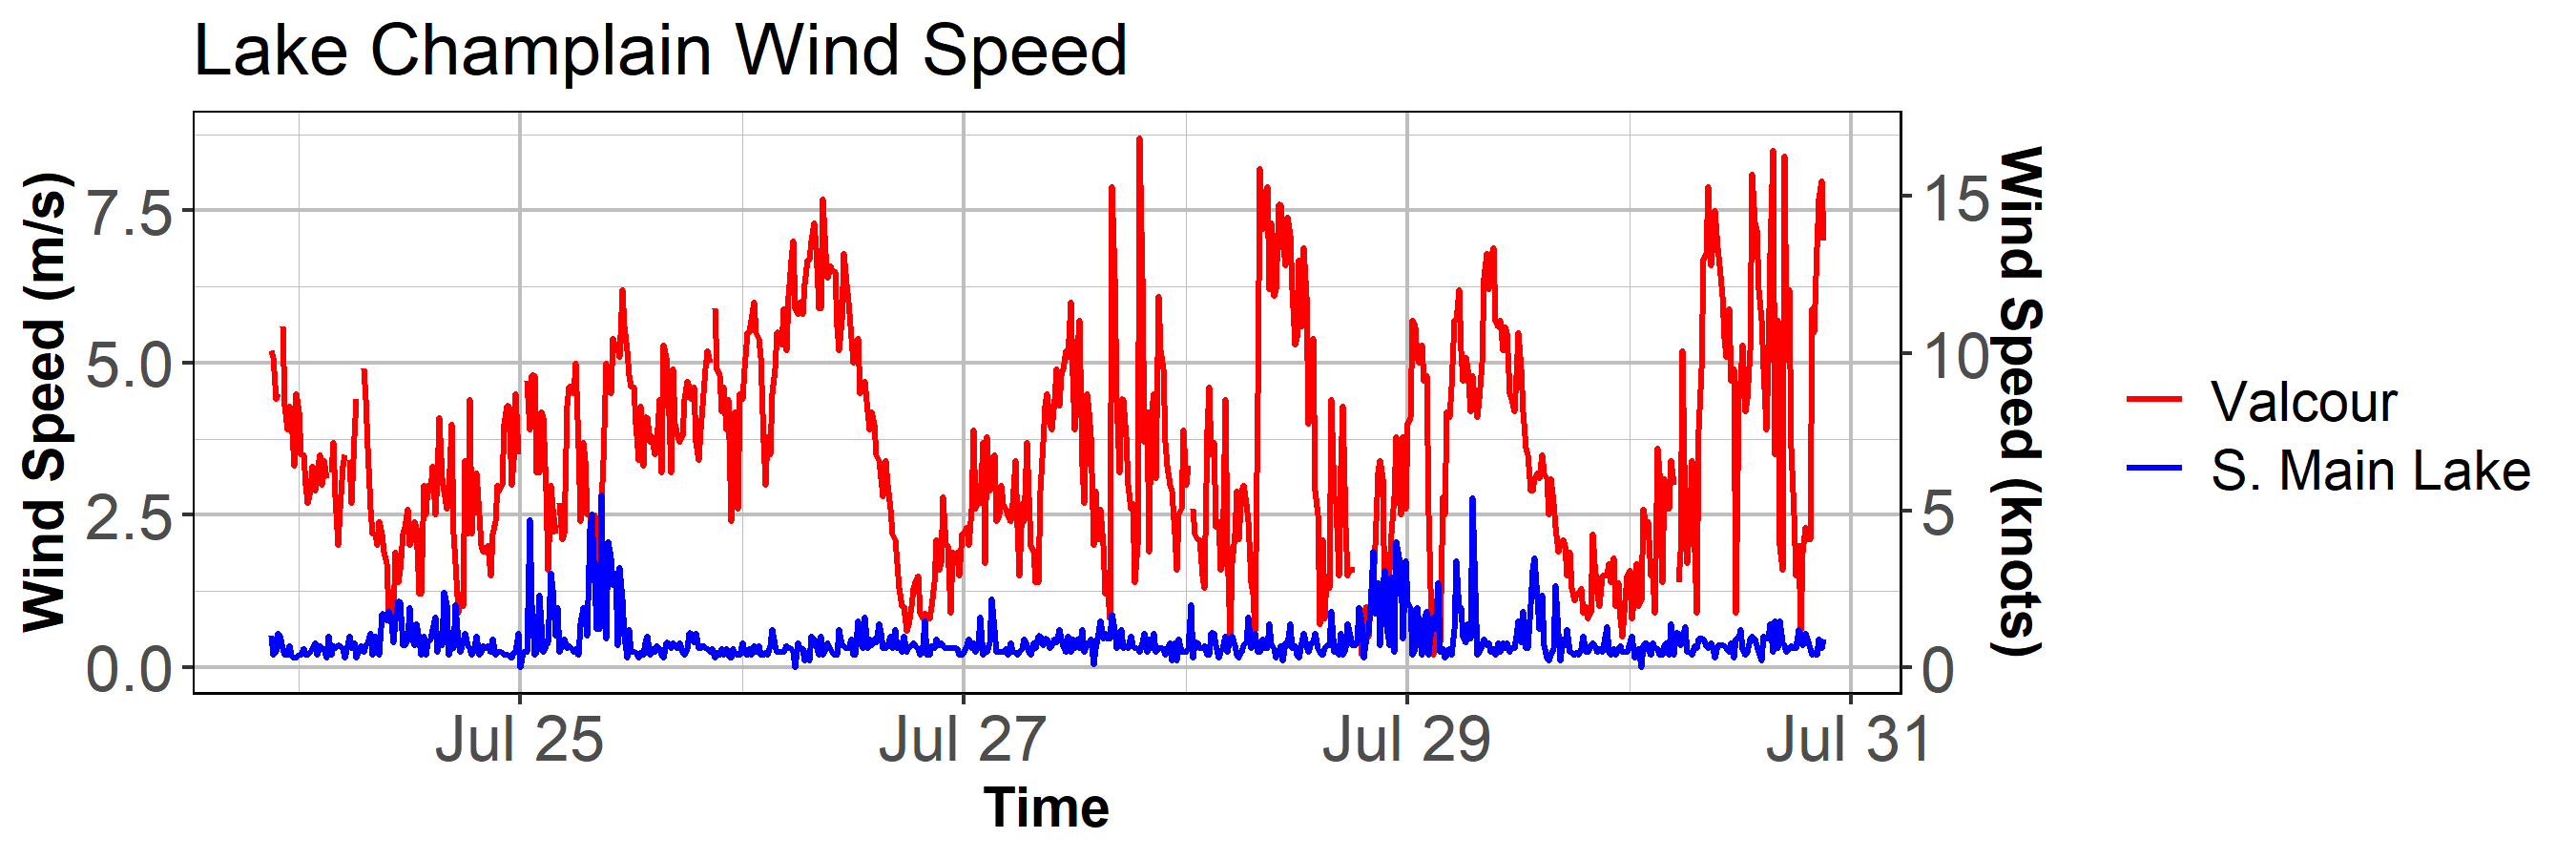 Lake Champlain Wind Speed
Wind Speed (m/s)
7.5
5.0
2.5
0.0
15
10
5
0
Wind Speed (knots)
Valcour
S. Main Lake
Jul 25
Jul 27
Jul 29
Jul 31
Time